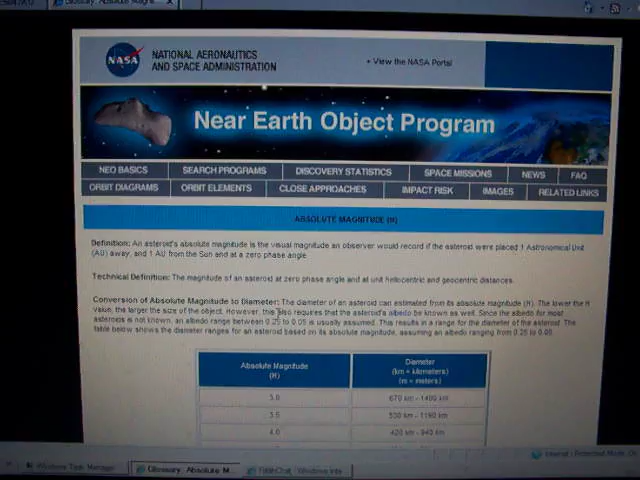 Glossary: Absolute Magni...
NASA
NATIONAL AERONAUTICS
AND SPACE ADMINISTRATION
+ View the NASA Portal
Near Earth Object Program
NEO BASICS SEARCH PROGRAMS DISCOVERY STATISTICS SPACE MISSIONS NEWS FAQ
ORBIT DIAGRAMS ORBIT ELEMENTS CLOSE APPROACHES IMPACT RISK IMAGES RELATED LINKS
ABSOLUTE MAGNITUDE (H)
Definition: An asteroid's absolute magnitude is the visual magnitude an observer would record if the asteroid were placed 1 Astronomical Unit
(AU) away, and 1 AU from the Sun and at a zero phase angle.
Technical Definition: The magnitude of an asteroid at zero phase angle and at unit heliocentric and geocentric distances.
Conversion of Absolute Magnitude to Diameter: The diameter of an asteroid can estimated from its absolute magnitude (H). The lower the H
value, the larger the size of the object. However, this also requires that the asteroid's albedo be known as well. Since the albedo for most
asteroids is not known, an albedo range between 0.25 to 0.05 is usually assumed. This results in a range for the diameter of the asteroid. The
table below shows the diameter ranges for an asteroid based on its absolute magnitude, assuming an albedo ranging from 0.25 to 0.05.
Absolute Magnitude
(H)
Diameter
(km = kilometers)
(m = meters)
3.0 670 km - 1490 km
3.5 530 km - 1190 km
4.0 420 km - 940 km
Internet | Protected Mode: On
Windows Task Manager Glossary: Absolute M... Windows Inte...